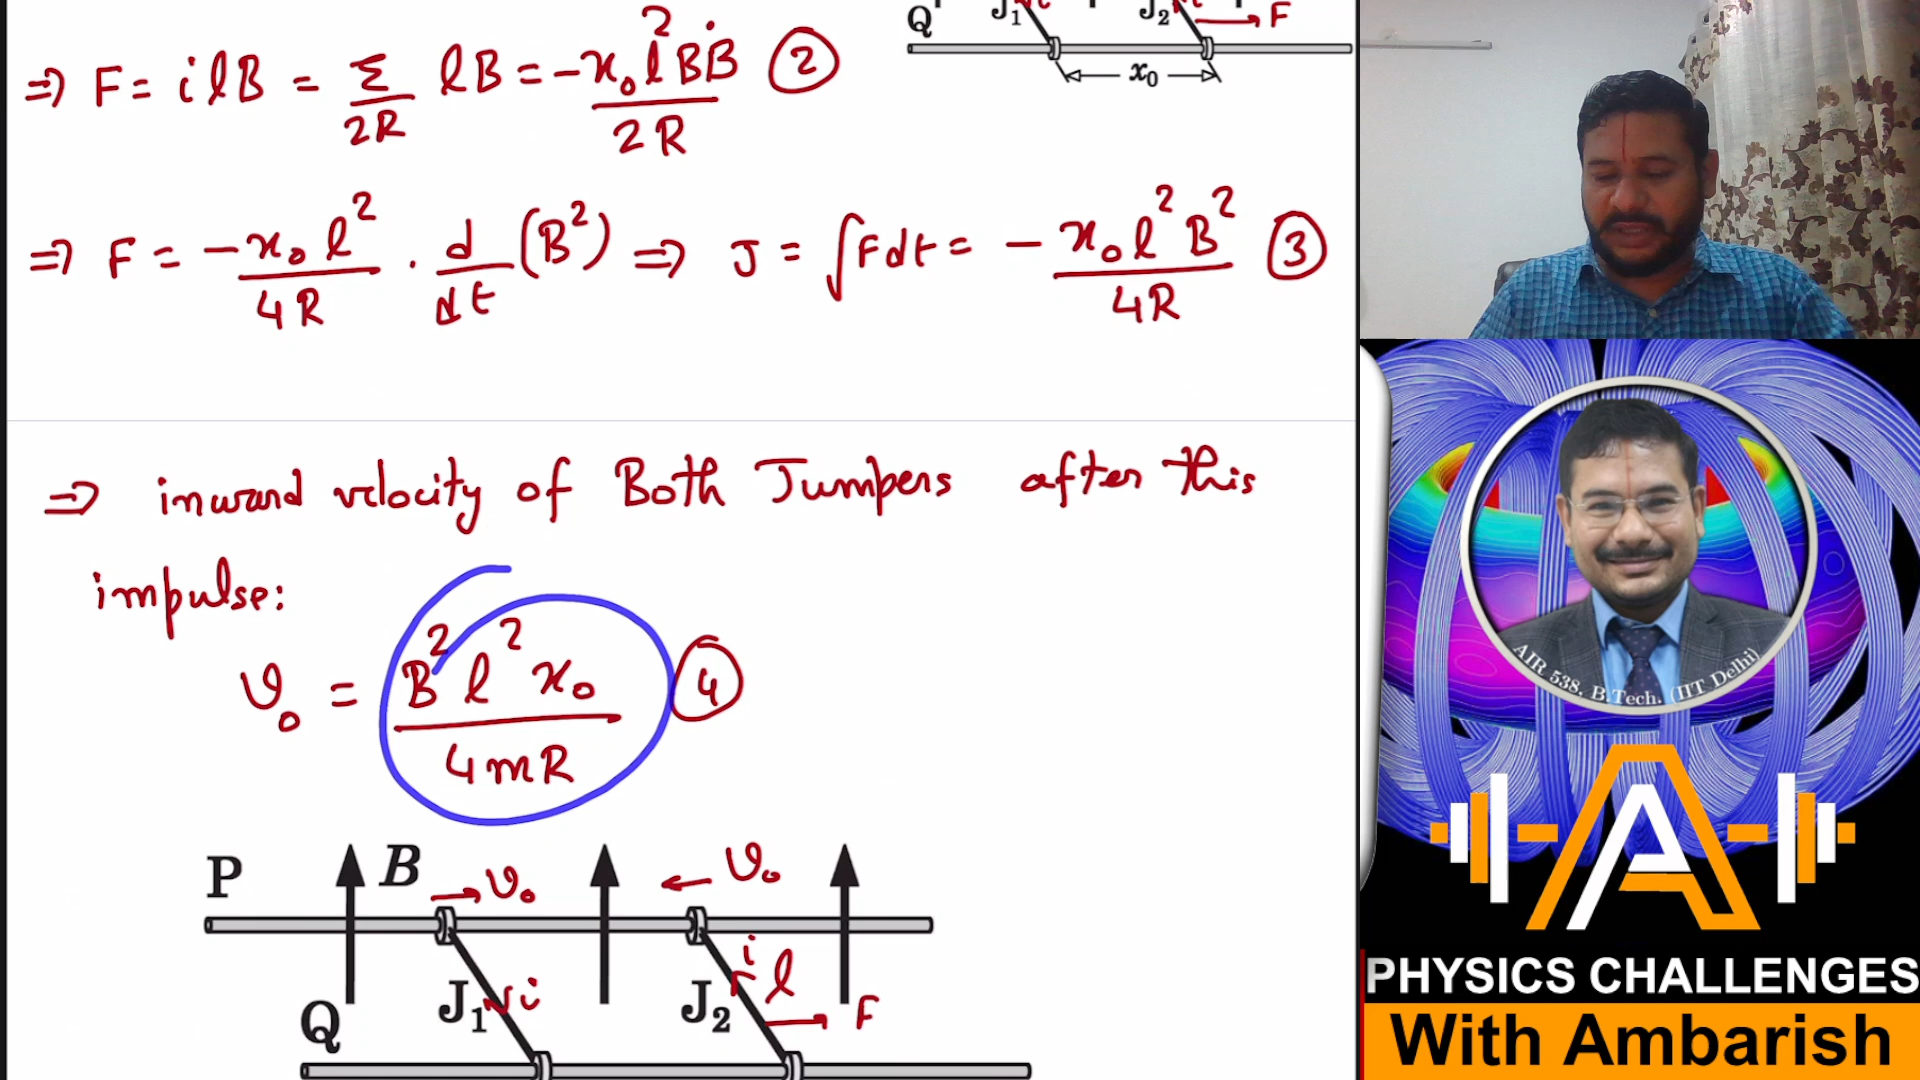 Q J₁ i J₂ i F
x₀
⇒ F = i l B = Σ/2R l B = -x₀l²BḂ/2R ②
⇒ F = -x₀l²/4R · d/dt (B²) ⇒ J = ∫Fdt = - x₀l²B²/4R ③
⇒ inward velocity of Both Jumpers after this
impulse:
v₀ = B²l²x₀/4mR ④
P B → v₀ ← v₀
Q J₁ i J₂ i l F
AIR 538, B.Tech. (IIT Delhi)
A
PHYSICS CHALLENGES
With Ambarish